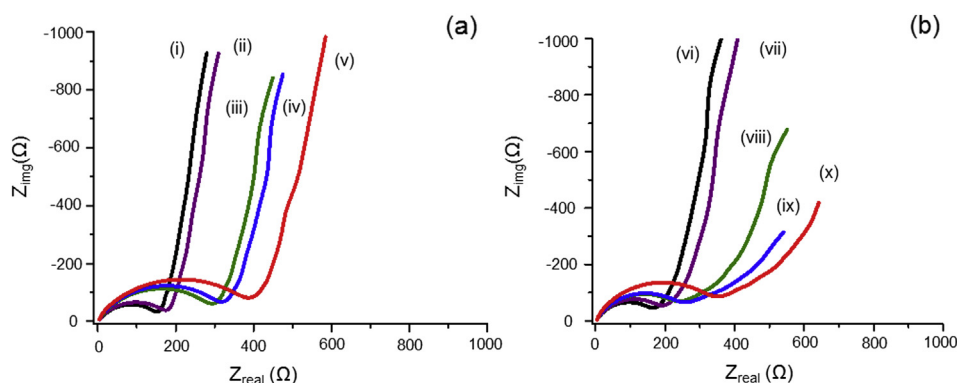 (a)
-1000
-800
-600
-400
-200
0
Zimg(Ω)
(i)
(ii)
(iii)
(iv)
(v)
0 200 400 600 800 1000
Zreal (Ω)
(b)
-1000
-800
-600
-400
-200
0
Zimg(Ω)
(vi)
(vii)
(viii)
(ix)
(x)
0 200 400 600 800 1000
Zreal (Ω)